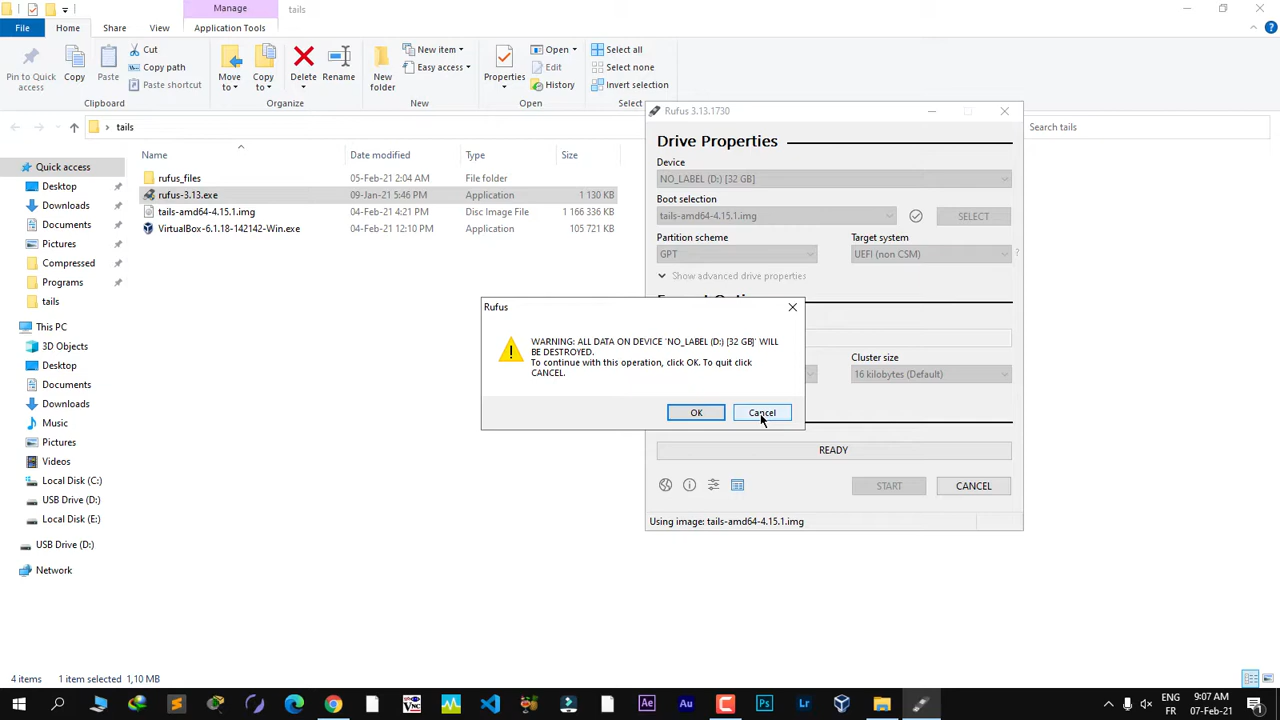 Manage
tails
File
Home
Share
View
Application Tools
Pin to Quick
access
Copy
Paste
Cut
Copy path
Paste shortcut
Clipboard
Move
to
Copy
to
Delete
Rename
Organize
New
folder
New item
Easy access
New
Properties
Open
Edit
History
Open
Select all
Select none
Invert selection
Select
tails
Search tails
Quick access
Desktop
Downloads
Documents
Pictures
Compressed
Programs
tails
This PC
3D Objects
Desktop
Documents
Downloads
Music
Pictures
Videos
Local Disk (C:)
USB Drive (D:)
Local Disk (E:)
USB Drive (D:)
Network
Name Date modified Type Size
rufus_files 05-Feb-21 2:04 AM File folder
rufus-3.13.exe 09-Jan-21 5:46 PM Application 1 130 KB
tails-amd64-4.15.1.img 04-Feb-21 4:21 PM Disc Image File 1 166 336 KB
VirtualBox-6.1.18-142142-Win.exe 04-Feb-21 12:10 PM Application 105 721 KB
Rufus 3.13.1730
Drive Properties
Device
NO_LABEL (D:) [32 GB]
Boot selection
tails-amd64-4.15.1.img
SELECT
Partition scheme
Target system
GPT
UEFI (non CSM)
?
Show advanced drive properties
Rufus
WARNING: ALL DATA ON DEVICE 'NO_LABEL (D:) [32 GB]' WILL
BE DESTROYED.
To continue with this operation, click OK. To quit click
CANCEL.
OK
Cancel
Cluster size
16 kilobytes (Default)
READY
START
CANCEL
Using image: tails-amd64-4.15.1.img
4 items 1 item selected 1,10 MB
Ae
Au
Ps
Lr
ENG
FR
9:07 AM
07-Feb-21